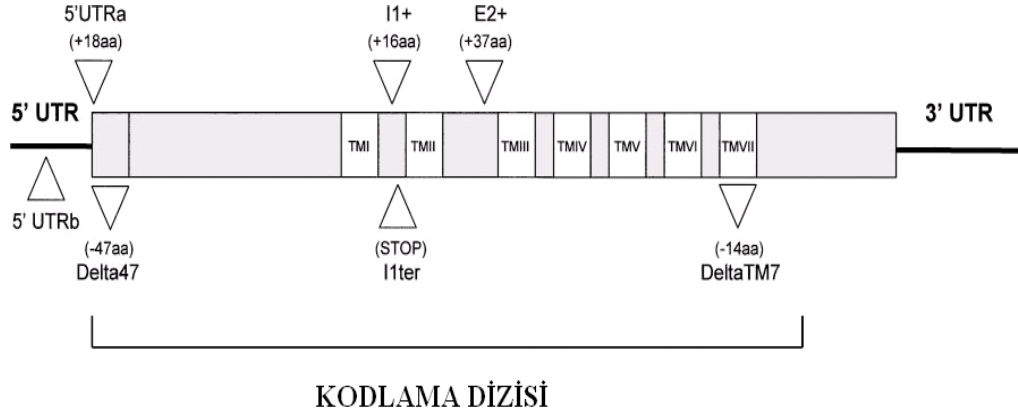 5'UTRa
(+18aa)
I1+
(+16aa)
E2+
(+37aa)
5' UTR
3' UTR
TMI
TMII
TMIII
TMIV
TMV
TMVI
TMVII
5' UTRb
(-47aa)
Delta47
(STOP)
I1ter
(-14aa)
DeltaTM7
KODLAMA DİZİSİ